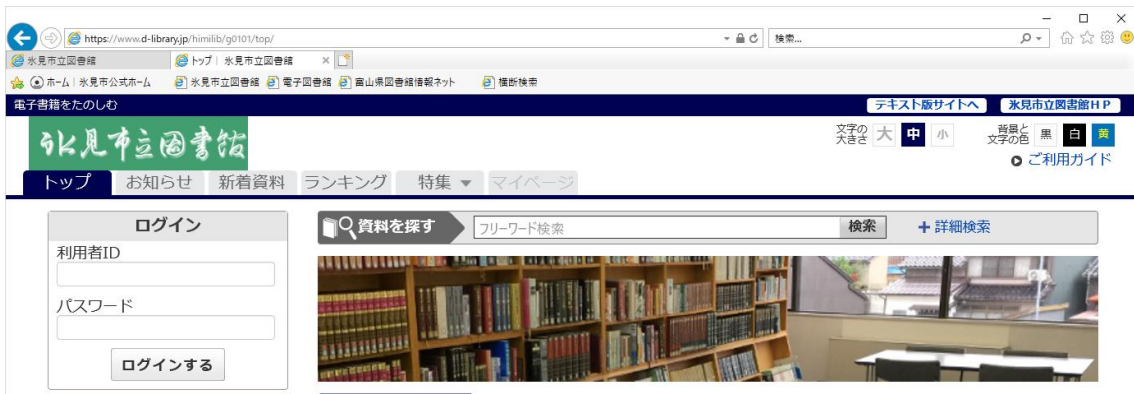 https://www.d-library.jp/himilib/g0101/top/
検索...
氷見市立図書館
トップ | 氷見市立図書館
ホーム | 氷見市公式ホーム
氷見市立図書館
電子図書館
富山県図書館情報ネット
横断検索
電子書籍をたのしむ
テキスト版サイトへ
氷見市立図書館HP
氷見市立図書館
文字の大きさ
大 中 小
背景と文字の色
黒 白 黄
ご利用ガイド
トップ お知らせ 新着資料 ランキング 特集 ▼ マイページ
ログイン
利用者ID
パスワード
ログインする
資料を探す
フリーワード検索
検索
+ 詳細検索